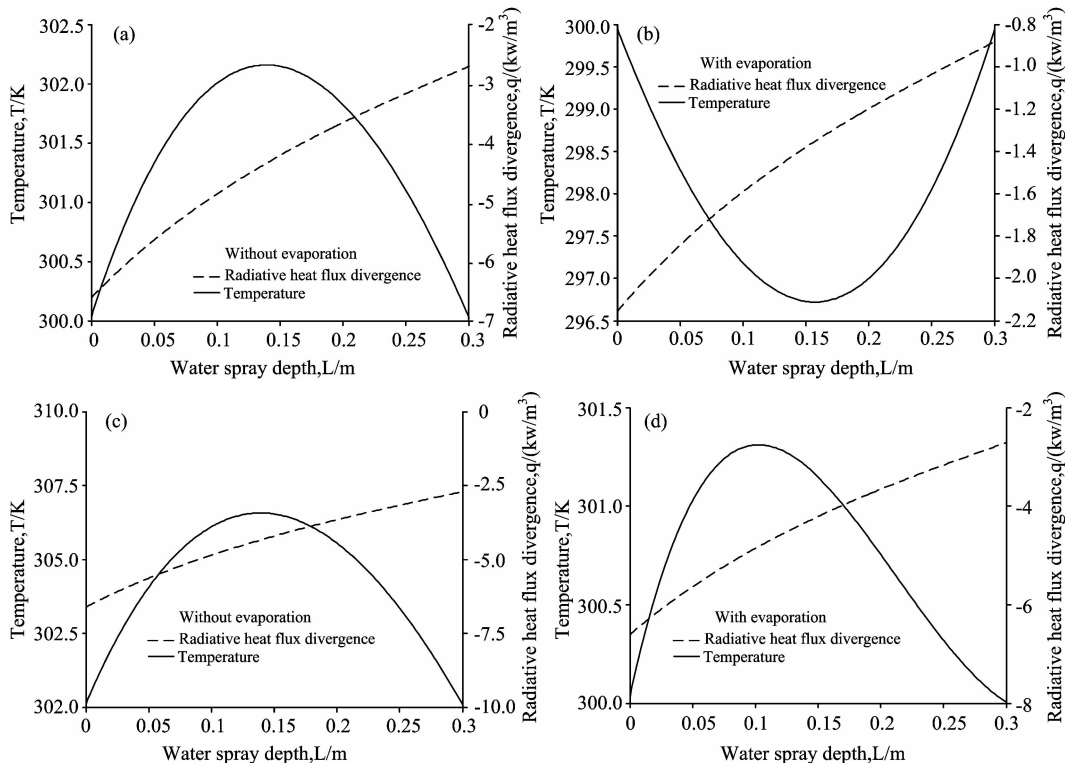 (a)
Temperature,T/K
302.5
302.0
301.5
301.0
300.5
300.0
0
0.05
0.1
0.15
0.2
0.25
0.3
Water spray depth,L/m
Without evaporation
Radiative heat flux divergence
Temperature
-2
-3
-4
-5
-6
-7
Radiative heat flux divergence,q/(kw/m³)
(b)
Temperature,T/K
300.0
299.5
299.0
298.5
298.0
297.5
297.0
296.5
0
0.05
0.1
0.15
0.2
0.25
0.3
Water spray depth,L/m
With evaporation
Radiative heat flux divergence
Temperature
-0.8
-1.0
-1.2
-1.4
-1.6
-1.8
-2.0
-2.2
Radiative heat flux divergence,q/(kw/m³)
(c)
Temperature,T/K
310.0
307.5
305.0
302.5
302.0
0
0.05
0.1
0.15
0.2
0.25
0.3
Water spray depth,L/m
Without evaporation
Radiative heat flux divergence
Temperature
0
-2.5
-5.0
-7.5
-10.0
Radiative heat flux divergence,q/(kw/m³)
(d)
Temperature,T/K
301.5
301.0
300.5
300.0
0
0.05
0.1
0.15
0.2
0.25
0.3
Water spray depth,L/m
With evaporation
Radiative heat flux divergence
Temperature
-2
-4
-6
-8
Radiative heat flux divergence,q/(kw/m³)